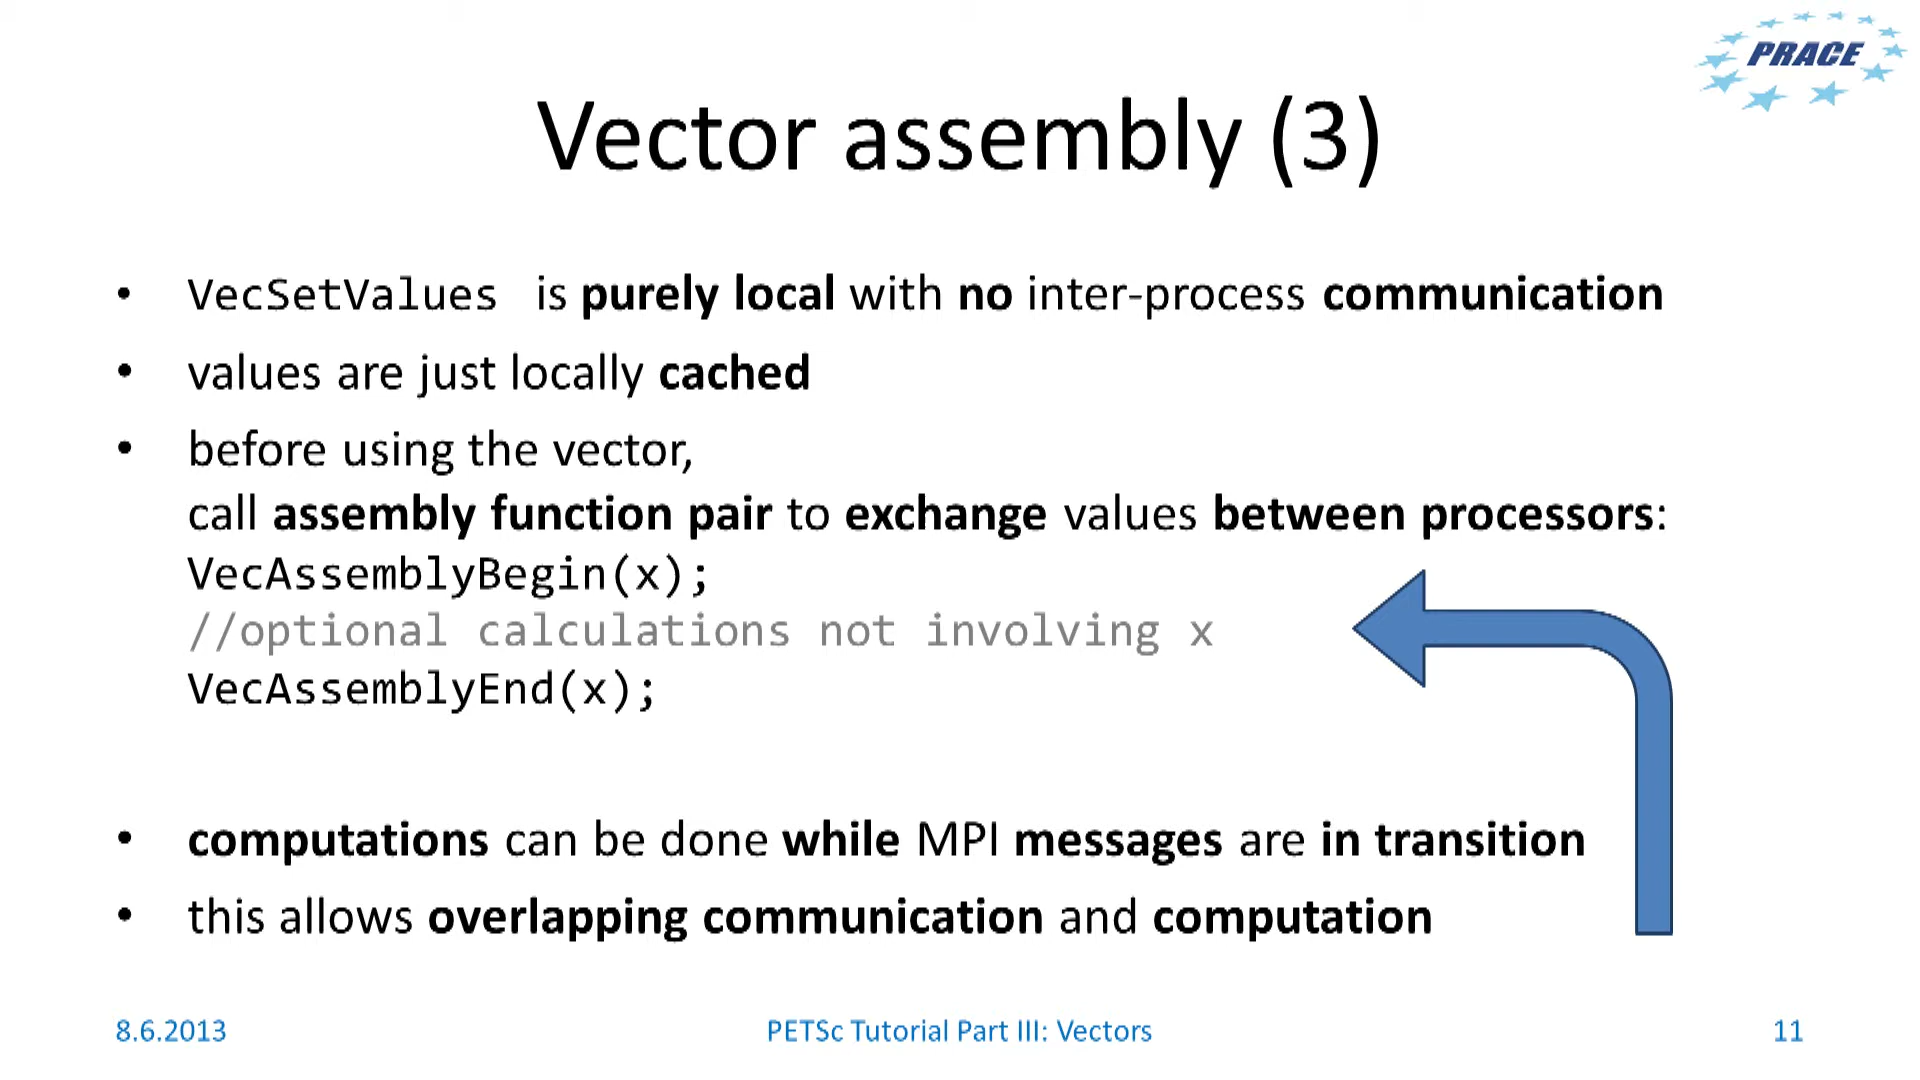 PRACE
Vector assembly (3)
• VecSetValues is purely local with no inter-process communication
• values are just locally cached
• before using the vector,
call assembly function pair to exchange values between processors:
VecAssemblyBegin(x);
//optional calculations not involving x
VecAssemblyEnd(x);
• computations can be done while MPI messages are in transition
• this allows overlapping communication and computation
8.6.2013
PETSc Tutorial Part III: Vectors
11